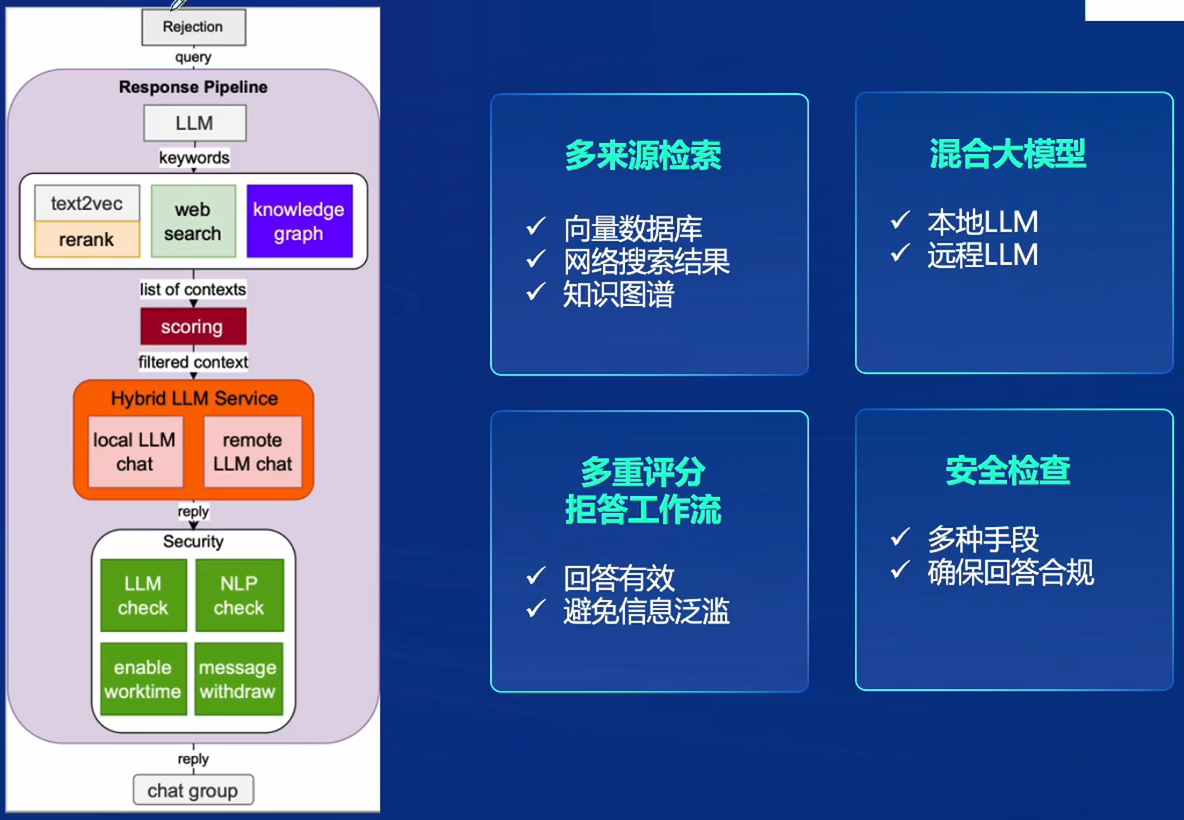 Rejection
query
Response Pipeline
LLM
keywords
text2vec
rerank
web
search
knowledge
graph
list of contexts
scoring
filtered context
Hybrid LLM Service
local LLM
chat
remote
LLM chat
reply
Security
LLM
check
NLP
check
enable
worktime
message
withdraw
reply
chat group
多来源检索
✓ 向量数据库
✓ 网络搜索结果
✓ 知识图谱
混合大模型
✓ 本地LLM
✓ 远程LLM
多重评分
拒答工作流
✓ 回答有效
✓ 避免信息泛滥
安全检查
✓ 多种手段
✓ 确保回答合规